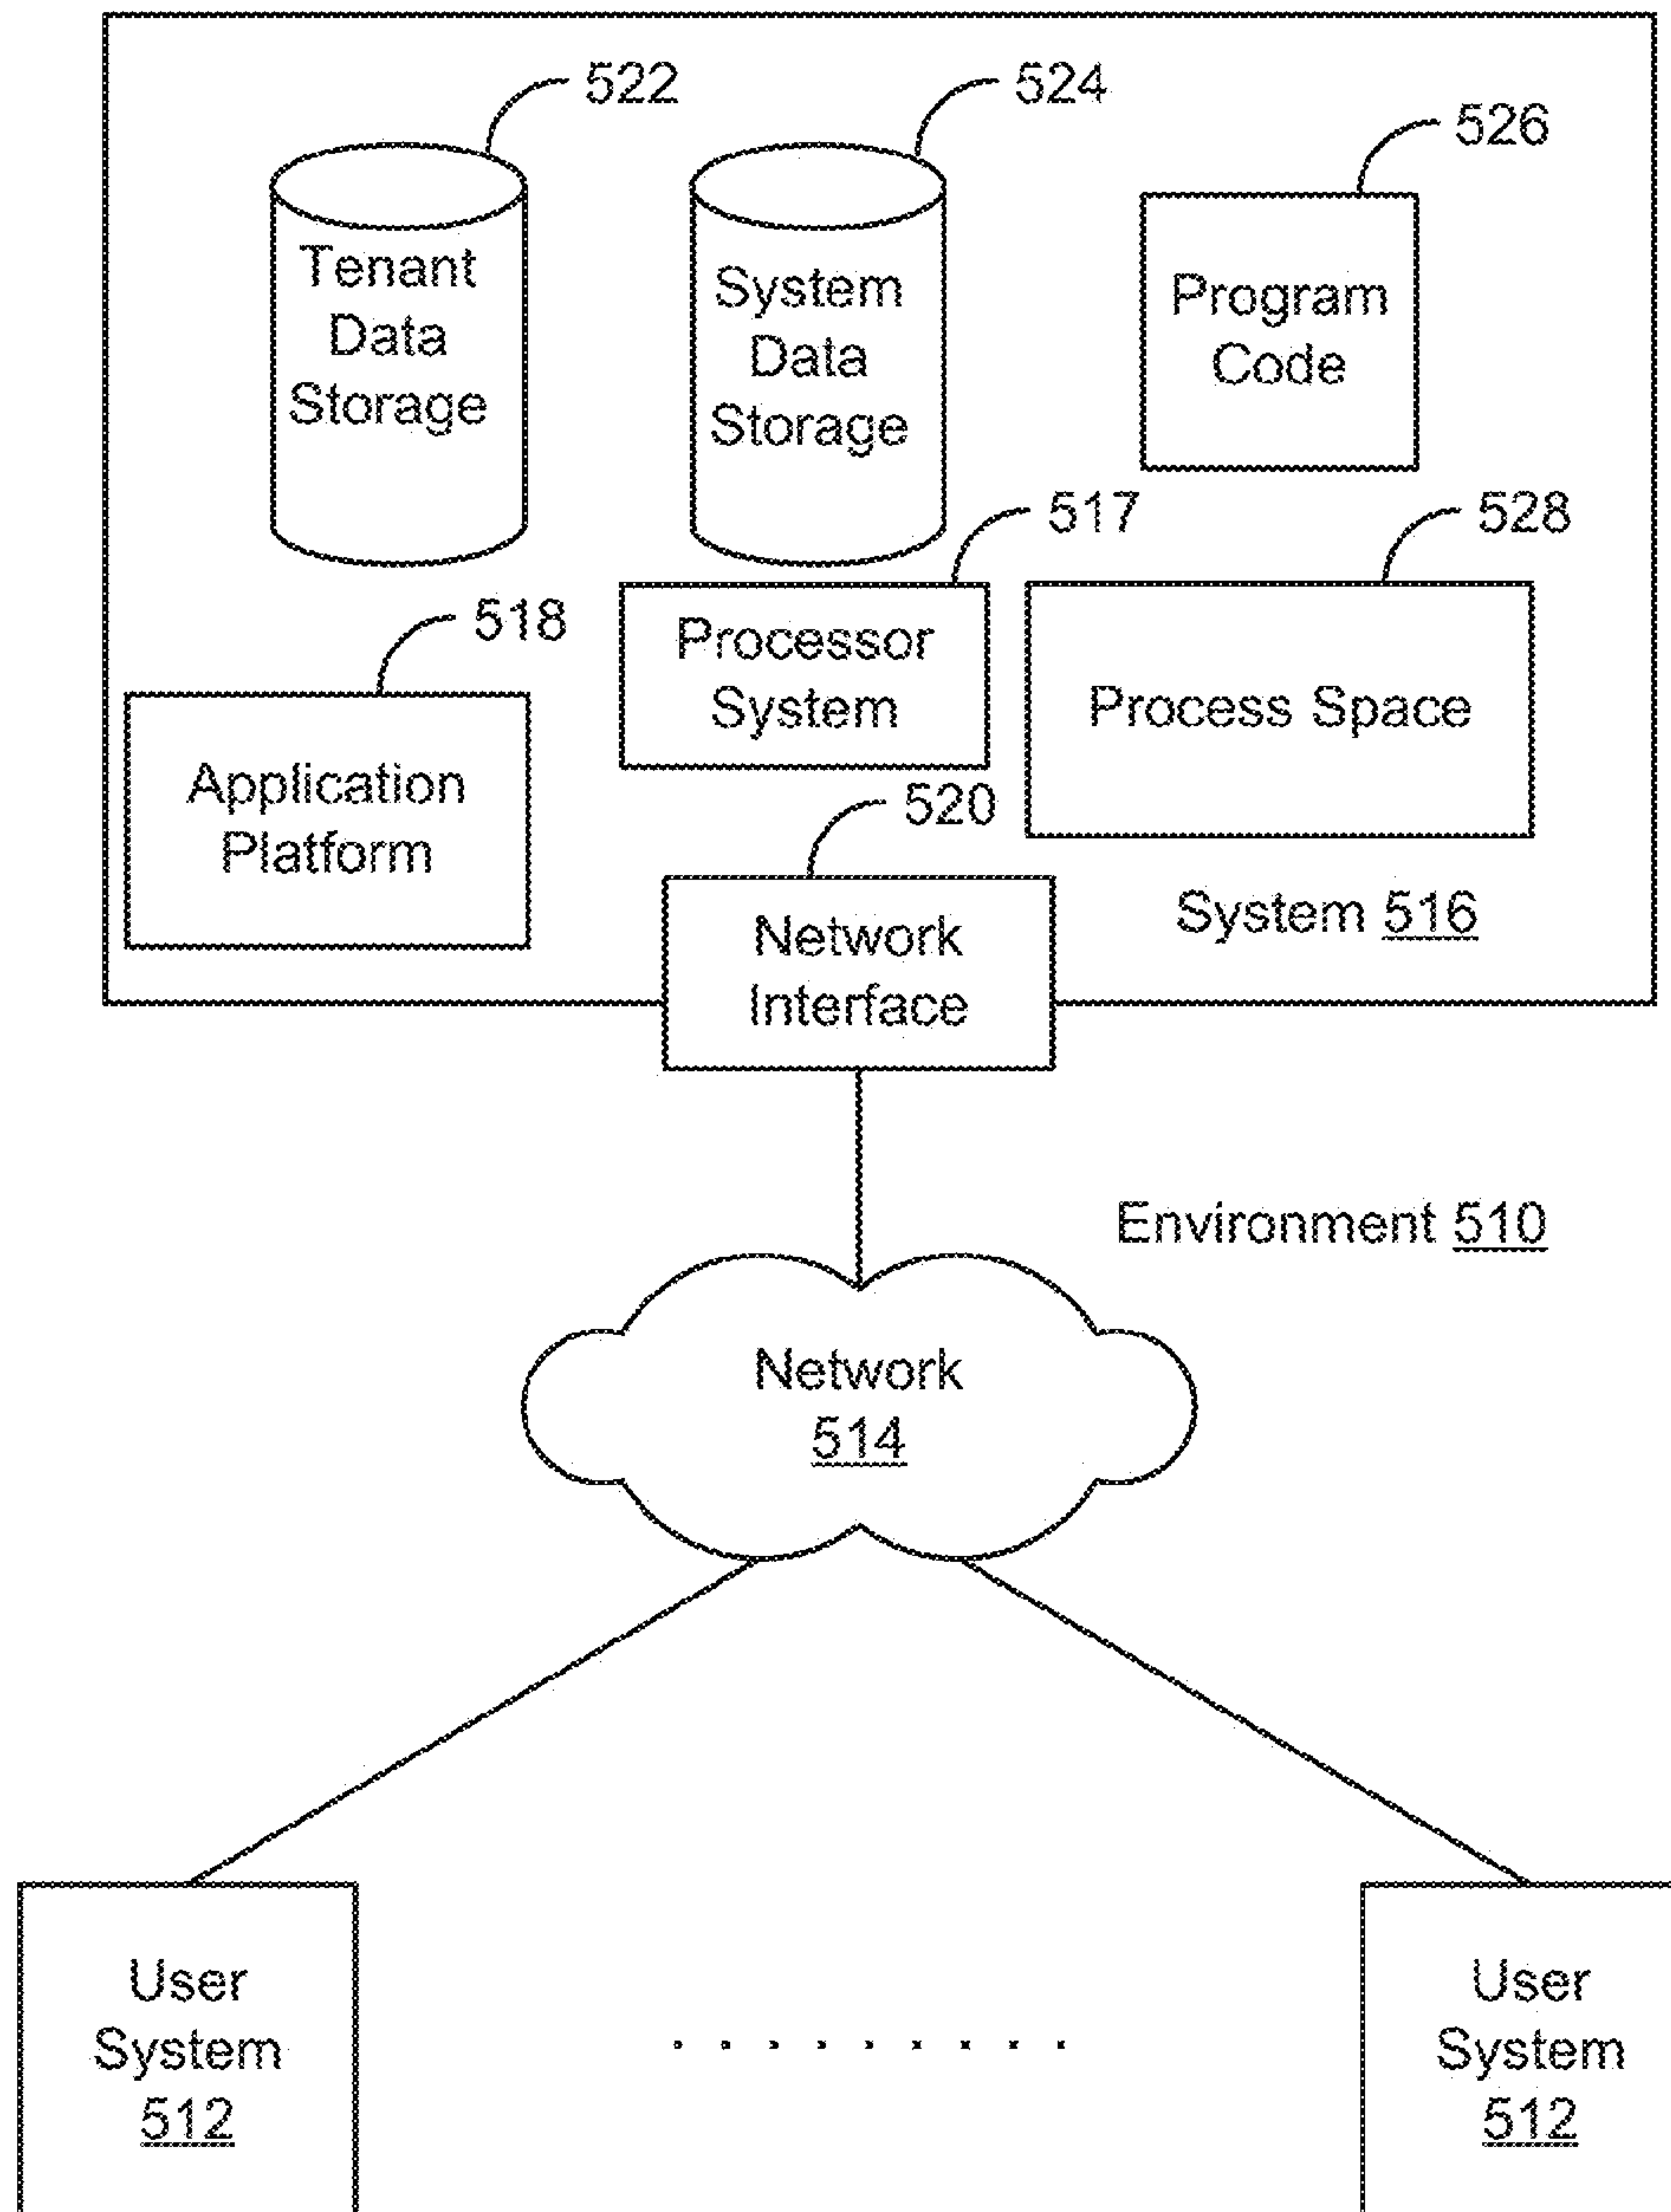 522
524
526
Tenant
Data
Storage
System
Data
Storage
Program
Code
517
528
518
Processor
System
Process Space
Application
Platform
520
Network
Interface
System 516
Environment 510
Network
514
User
System
512
User
System
512